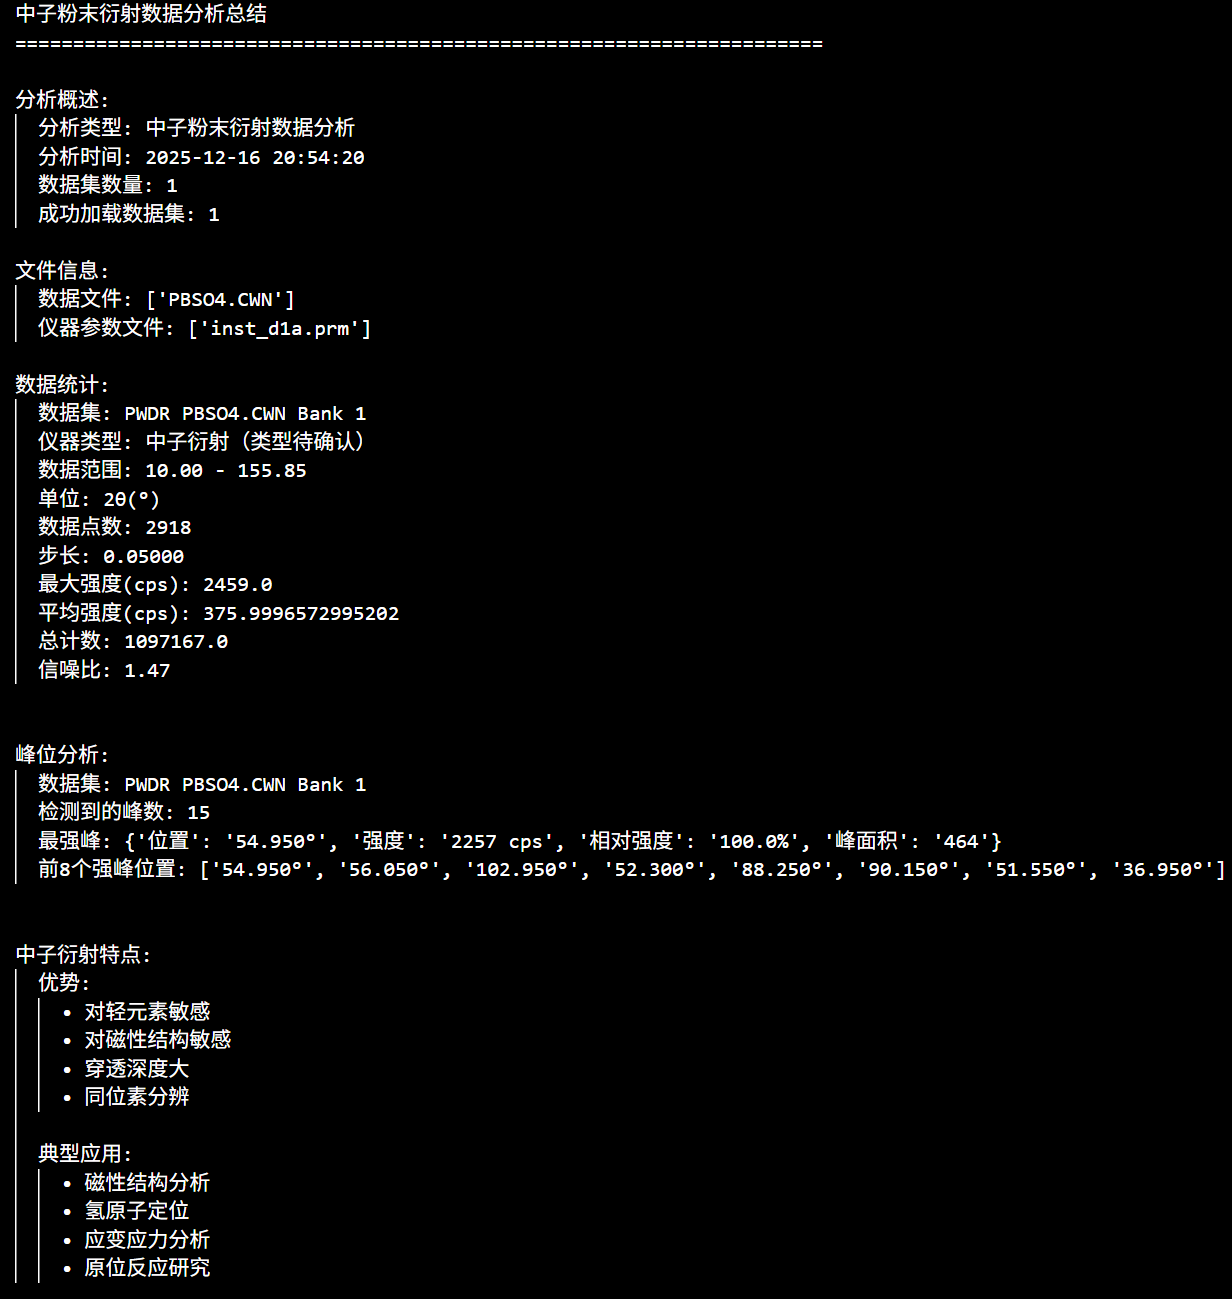 中子粉末衍射数据分析总结
======================================================================
分析概述:
分析类型: 中子粉末衍射数据分析
分析时间: 2025-12-16 20:54:20
数据集数量: 1
成功加载数据集: 1
文件信息:
数据文件: ['PBSO4.CWN']
仪器参数文件: ['inst_d1a.prm']
数据统计:
数据集: PWDR PBSO4.CWN Bank 1
仪器类型: 中子衍射（类型待确认）
数据范围: 10.00 - 155.85
单位: 2θ(°)
数据点数: 2918
步长: 0.05000
最大强度(cps): 2459.0
平均强度(cps): 375.9996572995202
总计数: 1097167.0
信噪比: 1.47
峰位分析:
数据集: PWDR PBSO4.CWN Bank 1
检测到的峰数: 15
最强峰: {'位置': '54.950°', '强度': '2257 cps', '相对强度': '100.0%', '峰面积': '464'}
前8个强峰位置: ['54.950°', '56.050°', '102.950°', '52.300°', '88.250°', '90.150°', '51.550°', '36.950°']
中子衍射特点:
优势:
• 对轻元素敏感
• 对磁性结构敏感
• 穿透深度大
• 同位素分辨
典型应用:
• 磁性结构分析
• 氢原子定位
• 应变应力分析
• 原位反应研究